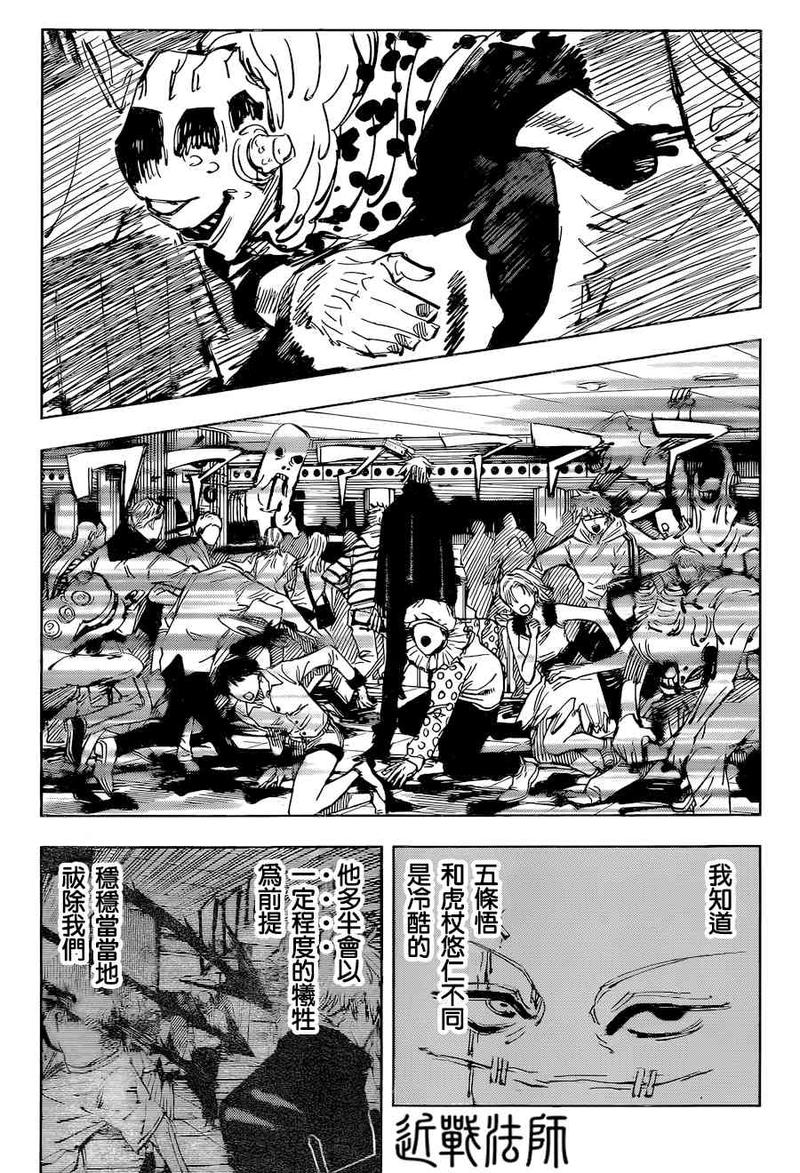 我知道
五條悟
和虎杖悠仁不同
是冷酷的
他多半會以
一定程度的犧牲
為前提
穩穩當當地
祓除我們
近戰法師